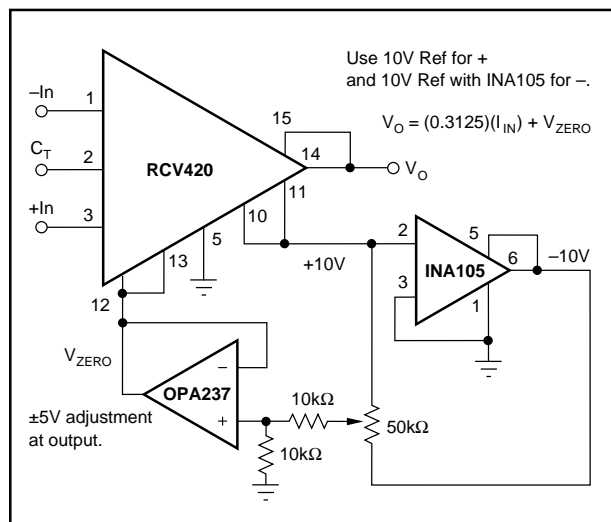 Use 10V Ref for +
and 10V Ref with INA105 for –.
V_O = (0.3125)(I_IN) + V_ZERO
–In
1
C_T
2
+In
3
RCV420
15
14
V_O
11
10
5
13
12
+10V
2
3
INA105
5
6
1
–10V
V_ZERO
–
OPA237
+
±5V adjustment
at output.
10kΩ
50kΩ
10kΩ